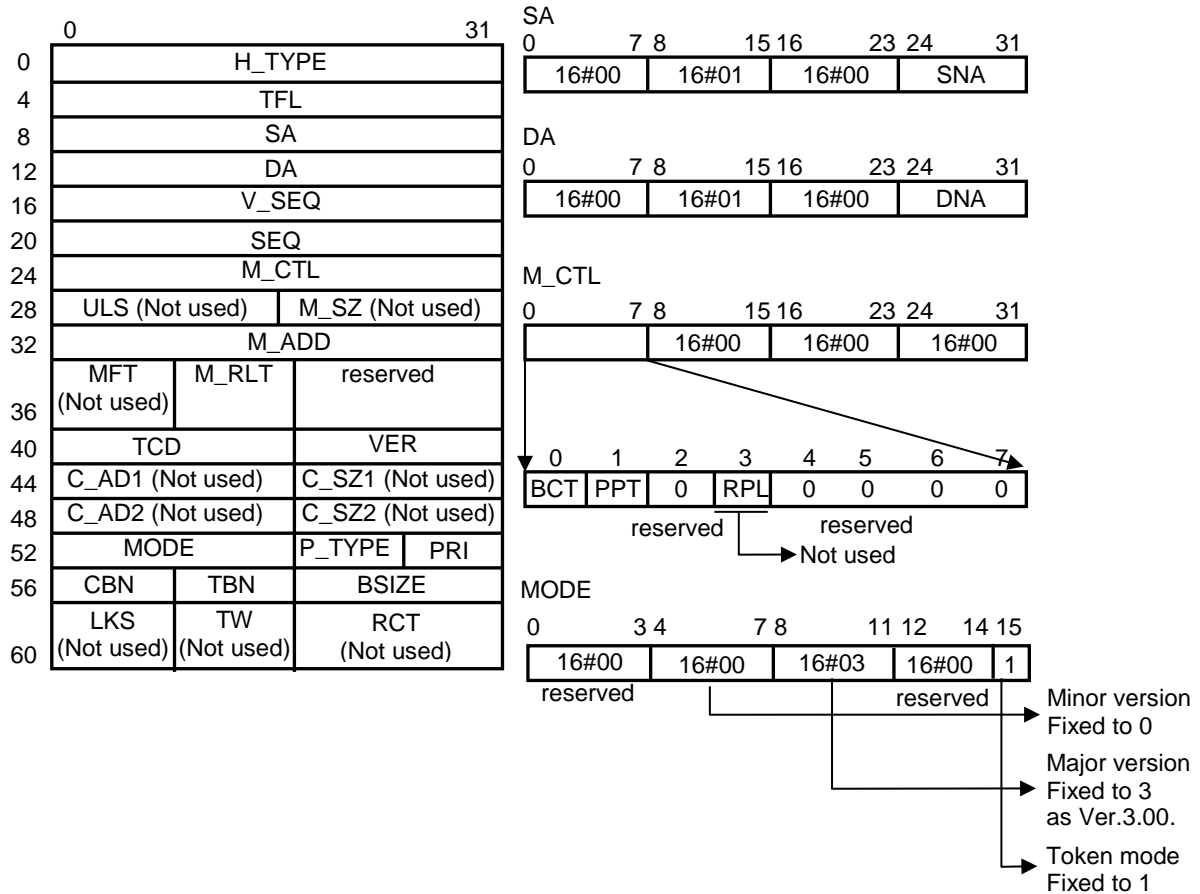 0 31
0 H_TYPE
4 TFL
8 SA
12 DA
16 V_SEQ
20 SEQ
24 M_CTL
28 ULS (Not used) M_SZ (Not used)
32 M_ADD
MFT M_RLT reserved
(Not used)
36
40 TCD VER
44 C_AD1 (Not used) C_SZ1 (Not used)
48 C_AD2 (Not used) C_SZ2 (Not used)
52 MODE P_TYPE PRI
56 CBN TBN BSIZE
LKS TW RCT
60 (Not used) (Not used) (Not used)
SA
0 7 8 15 16 23 24 31
16#00 16#01 16#00 SNA
DA
0 7 8 15 16 23 24 31
16#00 16#01 16#00 DNA
M_CTL
0 7 8 15 16 23 24 31
16#00 16#00 16#00
0 1 2 3 4 5 6 7
BCT PPT 0 RPL 0 0 0 0
reserved reserved
Not used
MODE
0 3 4 7 8 11 12 14 15
16#00 16#00 16#03 16#00 1
reserved reserved
Minor version
Fixed to 0
Major version
Fixed to 3
as Ver.3.00.
Token mode
Fixed to 1